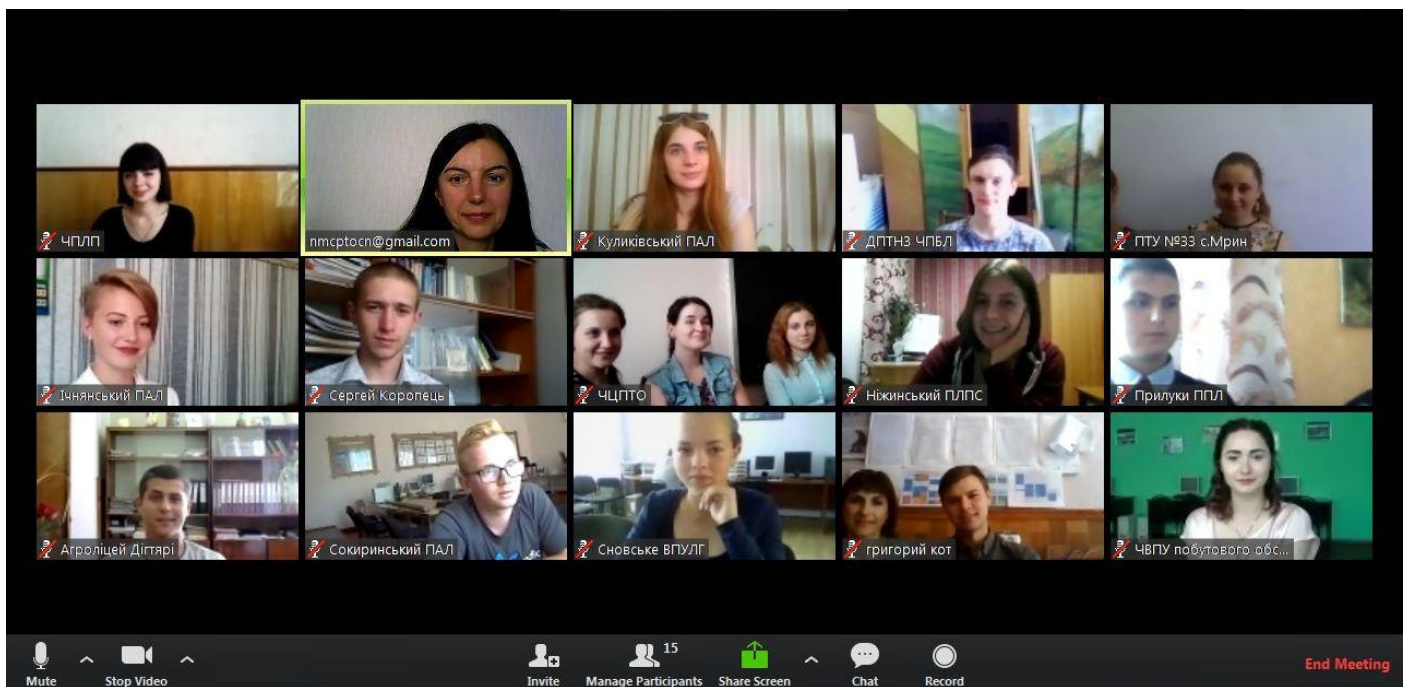 ЧПЛП
nmcptocn@gmail.com
Куликівський ПАЛ
ДПТНЗ ЧПБЛ
ПТУ №33 с.Мрин
Ічнянський ПАЛ
Сергей Коропець
ЧЦПТО
Ніжинський ПЛПС
Прилуки ППЛ
Агроліцей Дігтярі
Сокиринський ПАЛ
Сновське ВПУЛГ
григорий кот
ЧВПУ побутового обс...
Mute
Stop Video
Invite
15
Manage Participants
Share Screen
Chat
Record
End Meeting